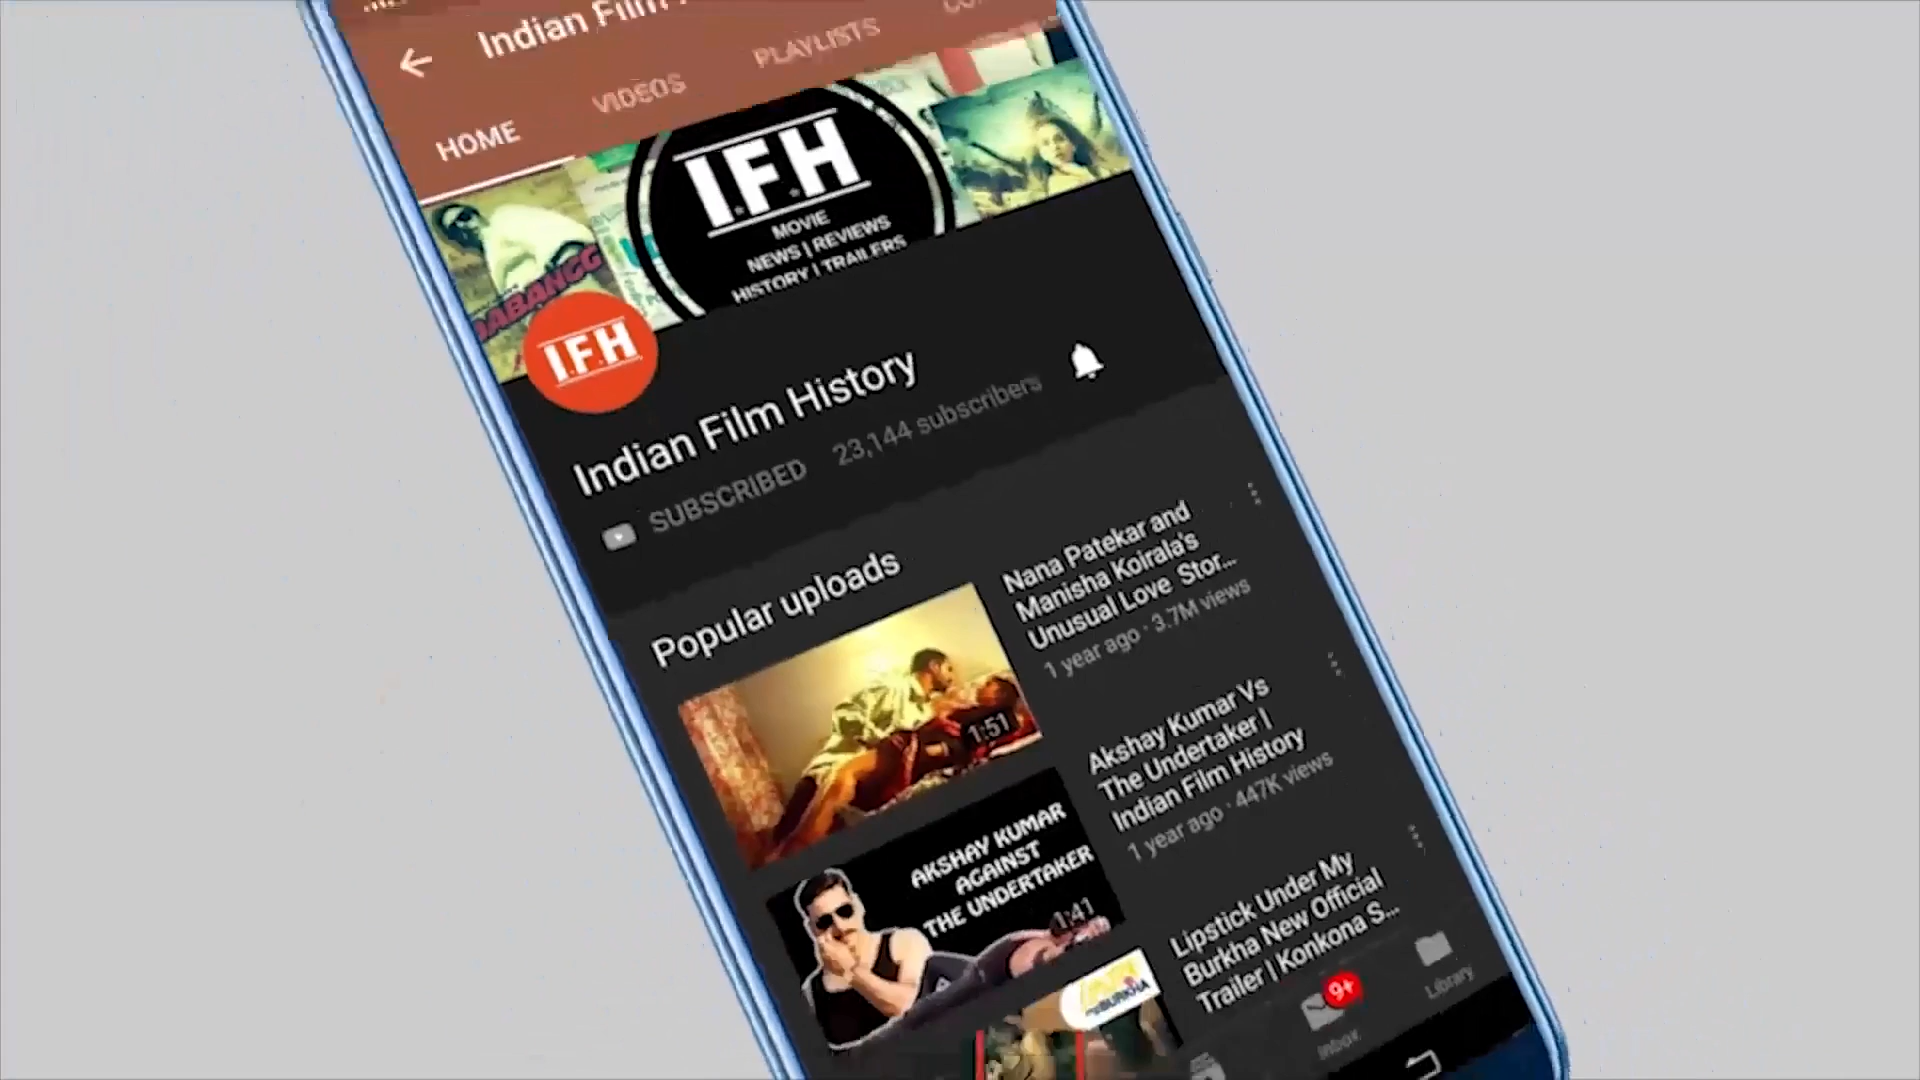 Indian Film
HOME
VIDEOS
PLAYLISTS
I.F.H
MOVIE
NEWS | REVIEWS
HISTORY | TRAILERS
DABANGG
I.F.H
Indian Film History
SUBSCRIBED
23,144 subscribers
Popular uploads
1:51
Nana Patekar and
Manisha Koirala's
Unusual Love Stor...
1 year ago · 3.7M views
AKSHAY KUMAR
AGAINST
THE UNDERTAKER
1:41
Akshay Kumar Vs
The Undertaker |
Indian Film History
1 year ago · 447K views
BURKHA
Lipstick Under My
Burkha New Official
Trailer | Konkona S...
9+
Inbox
Library